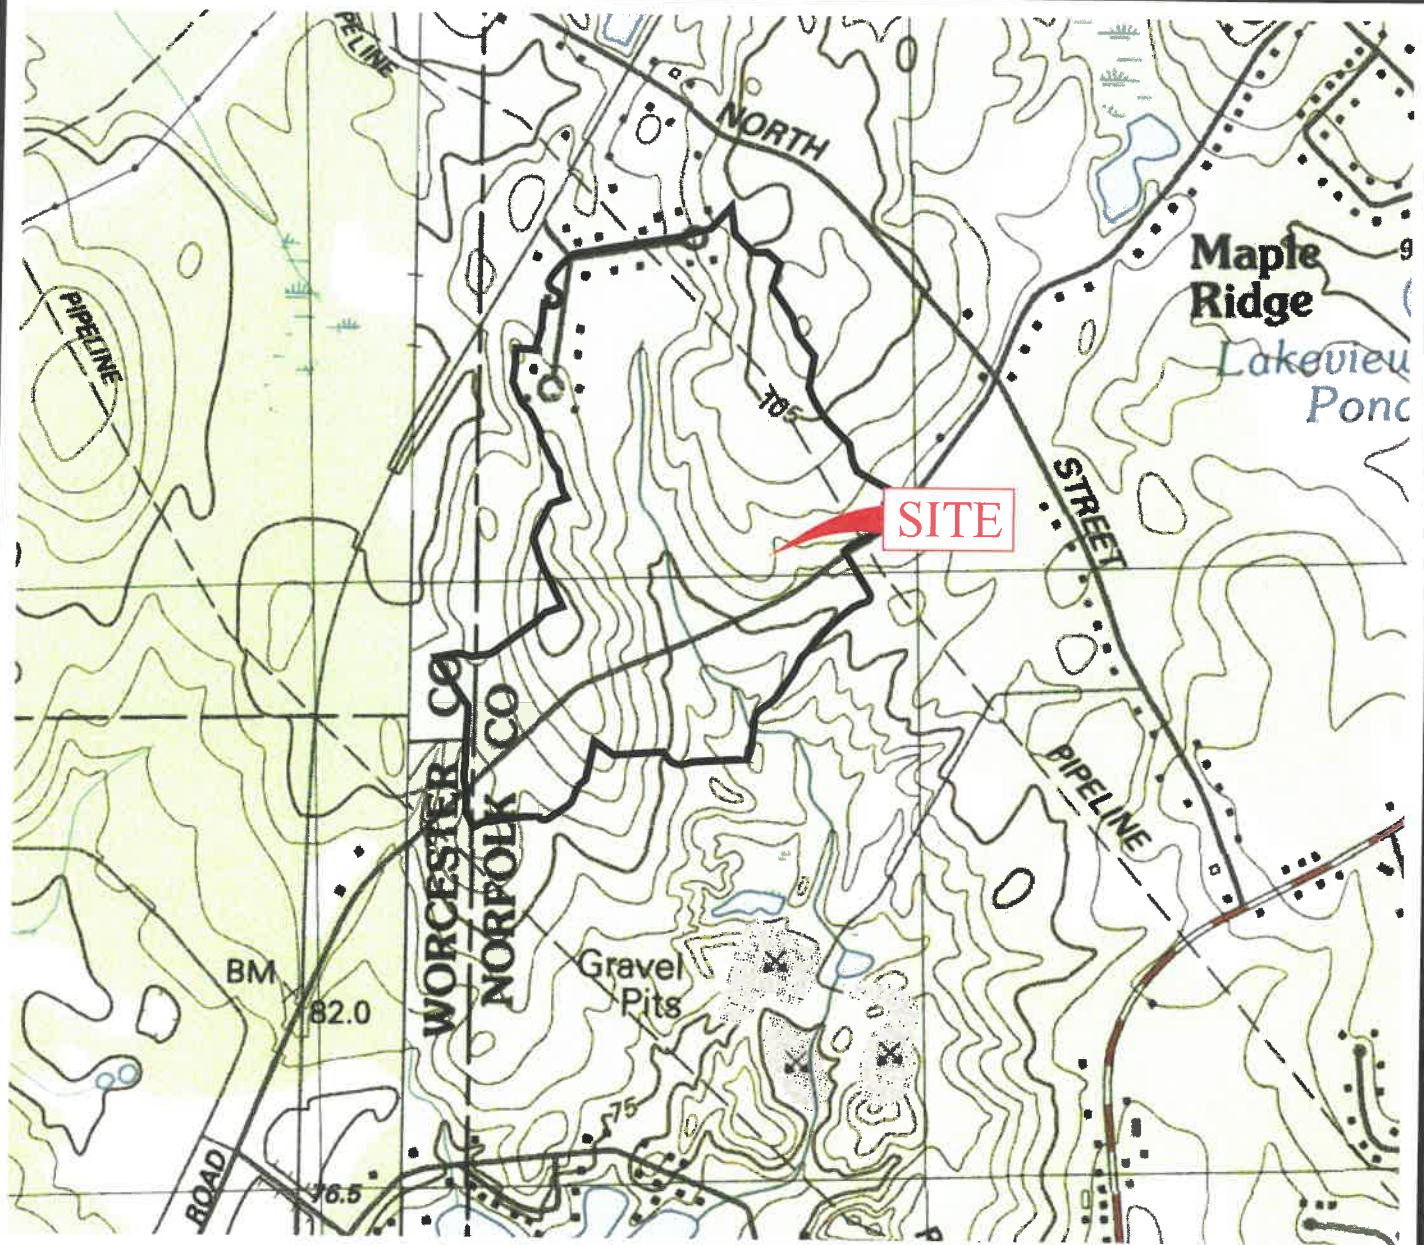 PELINE
NORTH
Maple
Ridge
PIPELINE
Lakeview
Pond
105
STREET
SITE
WORCESTER CO
NORFOLK CO
PIPELINE
BM
82.0
Gravel
Pits
75
ROAD
76.5